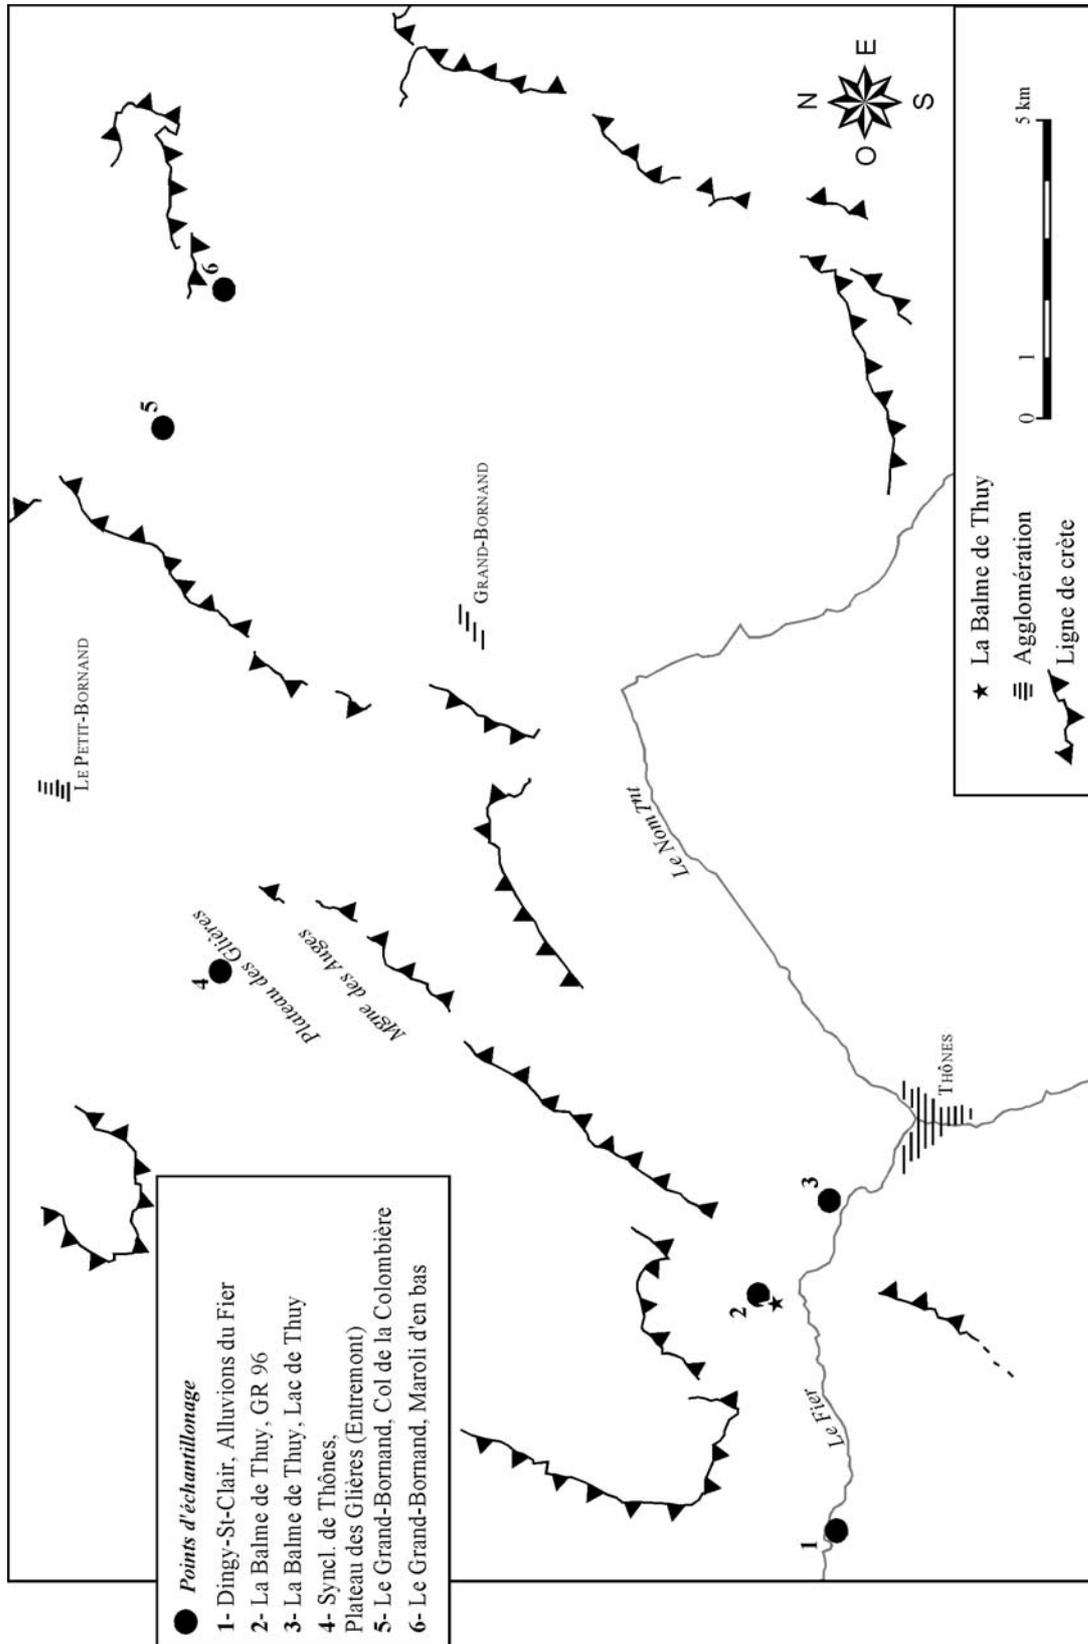 Points d'échantillonage
1- Dingy-St-Clair, Alluvions du Fier
2- La Balme de Thuy, GR 96
3- La Balme de Thuy, Lac de Thuy
4- Syncl. de Thônes,
Plateau des Glières (Entremont)
5- Le Grand-Bornand, Col de la Colombière
6- Le Grand-Bornand, Maroli d'en bas
LE PETIT-BORNAND
4
Plateau des Glières
Mgne des Auges
5
6
GRAND-BORNAND
Le Nom Tnt
2
3
1
Le Fier
THôNES
N
O
E
S
La Balme de Thuy
Agglomération
Ligne de crète
0
1
5 km